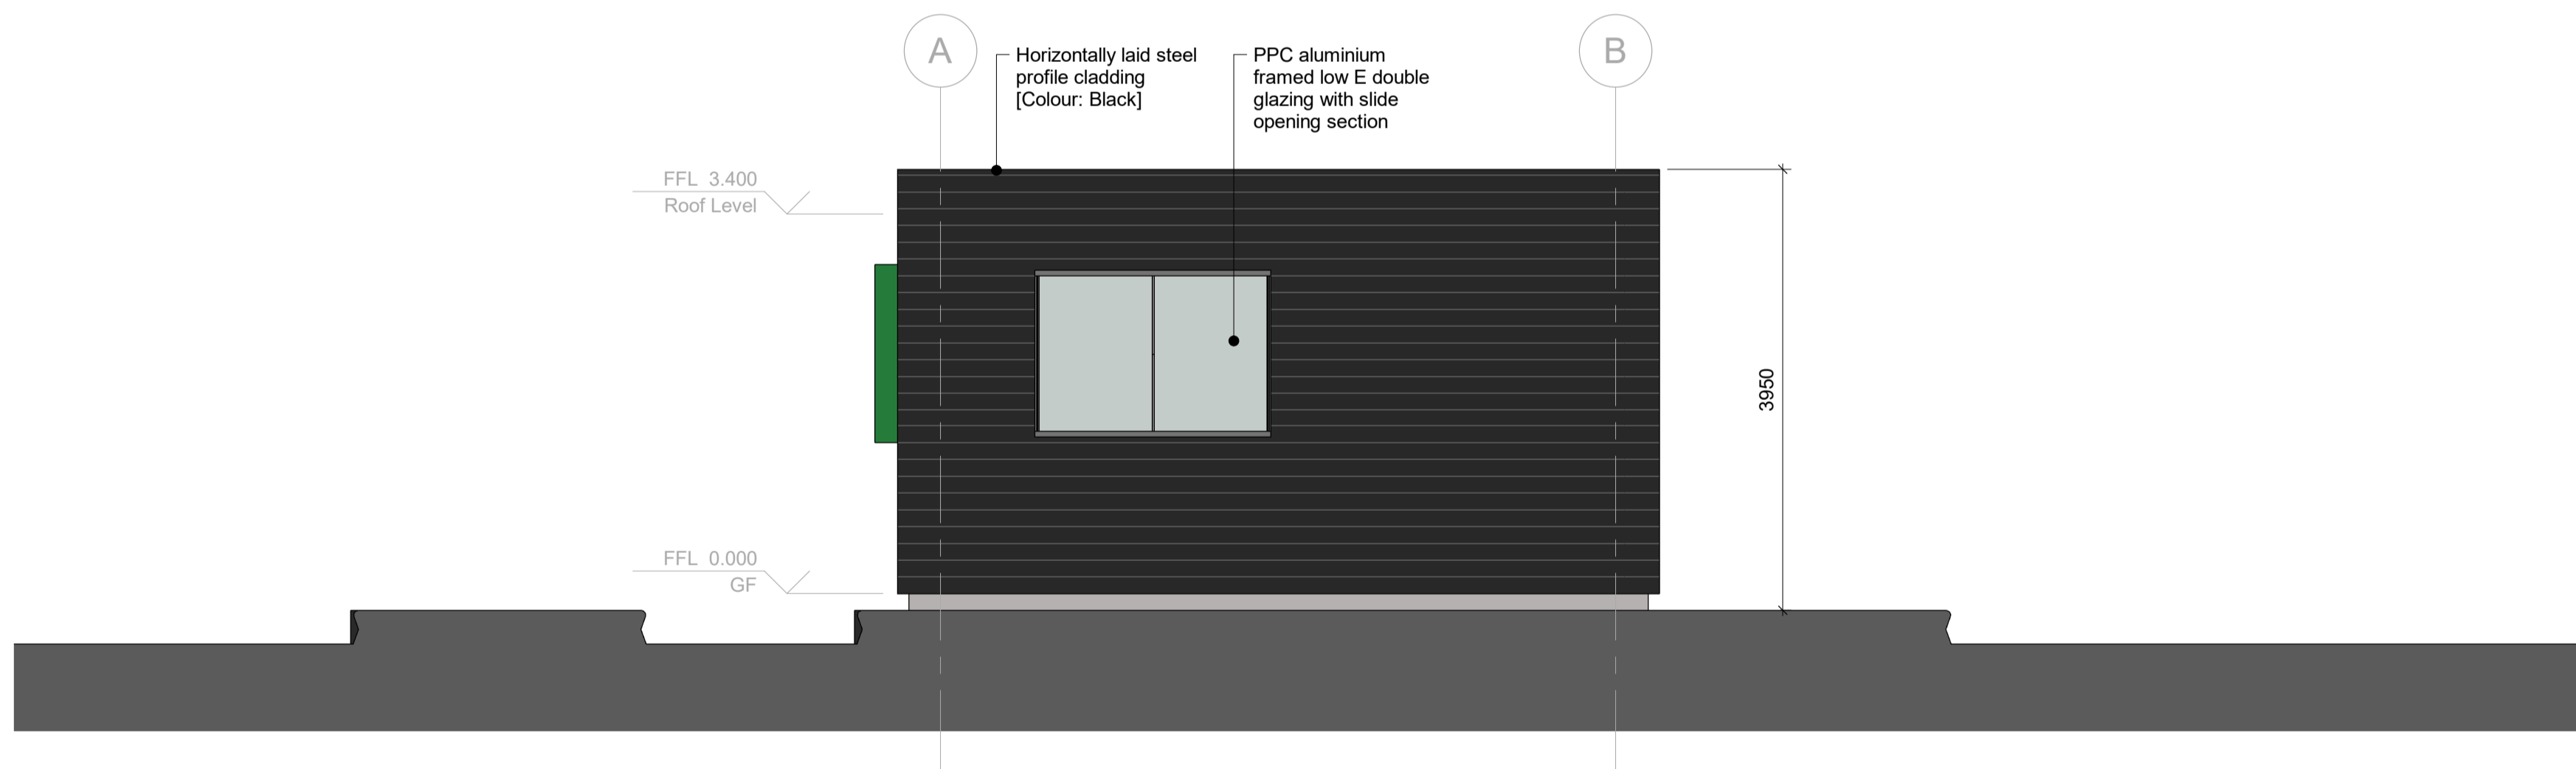 A
B
Horizontally laid steel
profile cladding
[Colour: Black]
PPC aluminium
framed low E double
glazing with slide
opening section
FFL 3.400
Roof Level
3950
FFL 0.000
GF